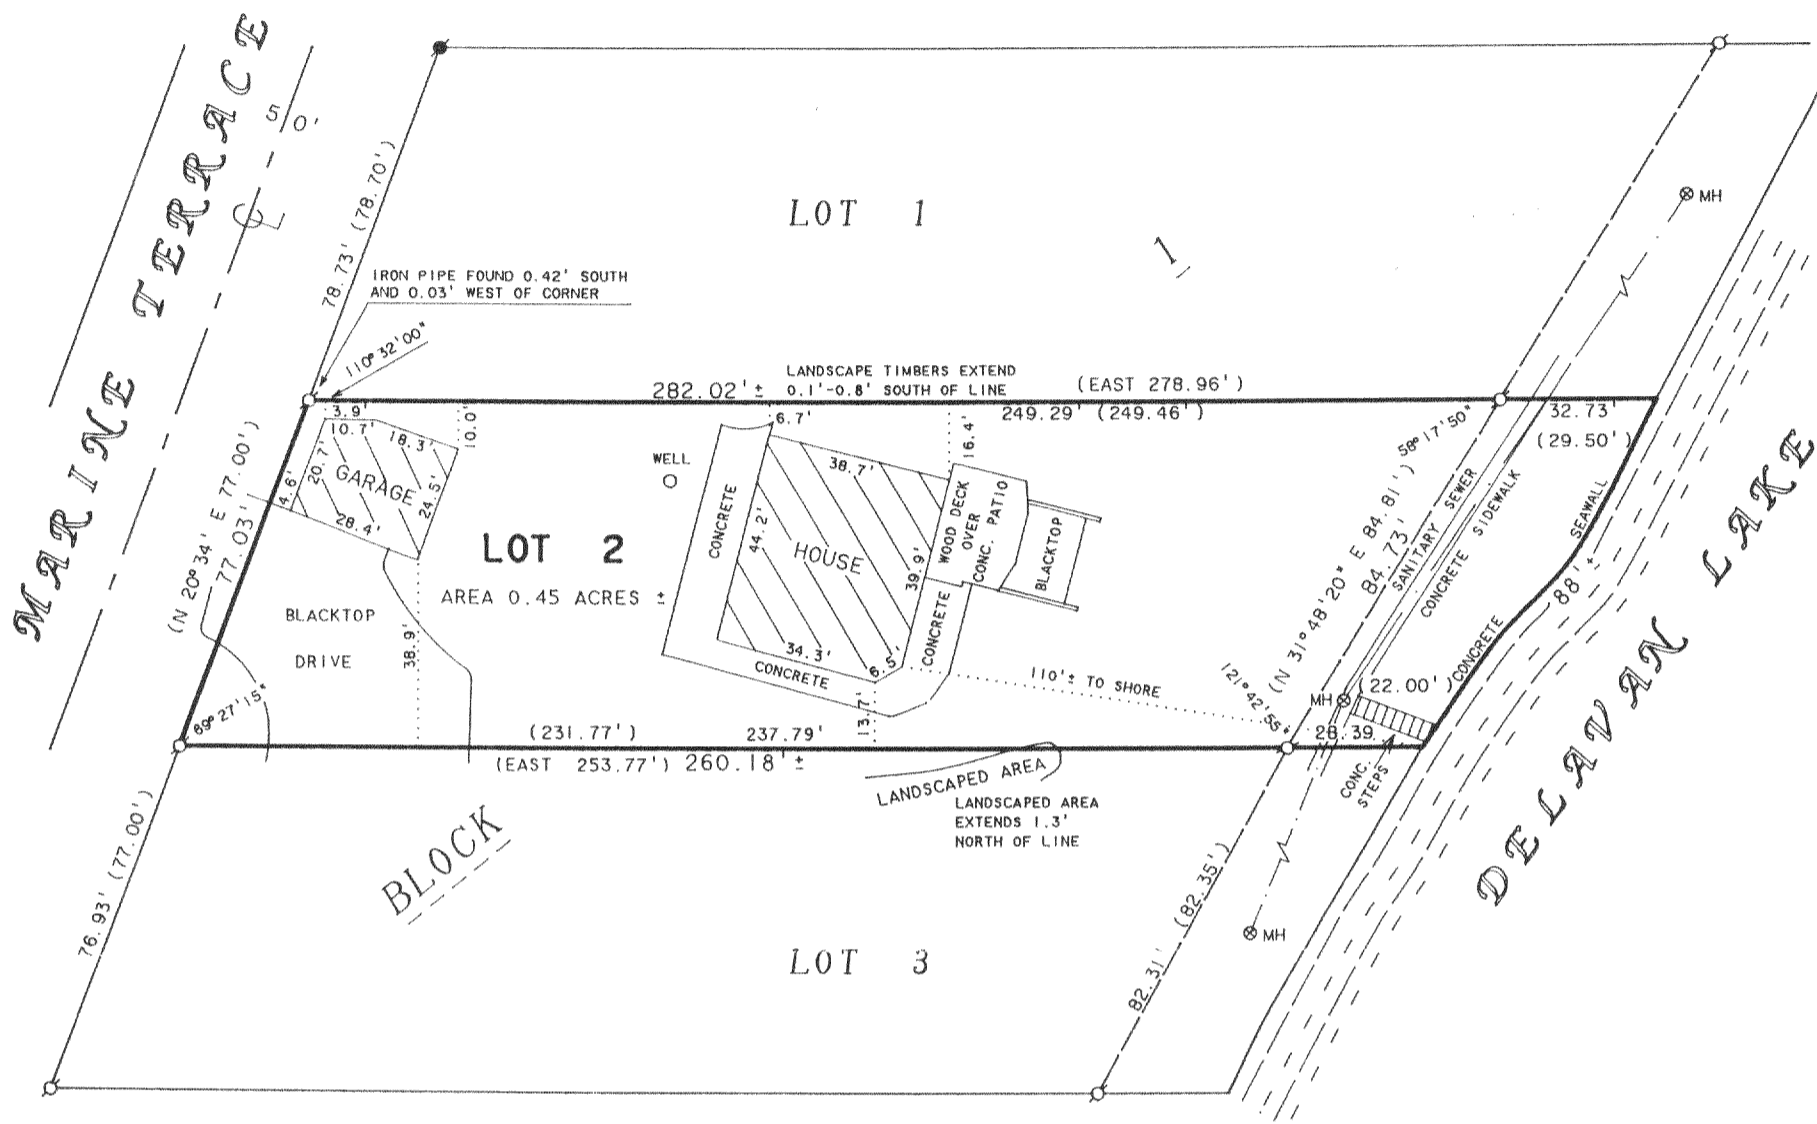 MARINE TERRACE
50'
78.73' (78.70')
LOT 1
1
MH
IRON PIPE FOUND 0.42' SOUTH
AND 0.03' WEST OF CORNER
110°32'00"
282.02'±
LANDSCAPE TIMBERS EXTEND
0.1'-0.8' SOUTH OF LINE
(EAST 278.96')
249.29' (249.46')
58°17'50"
32.73'
(29.50')
3.9'
10.7'
18.3'
10.0'
20.7'
GARAGE
4.6'
24.5'
28.4'
(N 20°34' E 77.00')
77.03'
WELL
6.7'
16.4'
38.7'
CONCRETE
44.2'
HOUSE
39.9'
WOOD DECK
OVER
CONC. PATIO
BLACKTOP
LOT 2
AREA 0.45 ACRES ±
BLACKTOP
DRIVE
38.9'
34.3'
6.5'
CONCRETE
CONCRETE
13.7'
110'± TO SHORE
(N 31°48'20" E 84.81')
84.73'
SANITARY SEWER
CONCRETE SIDEWALK
SEAWALL
CONCRETE
88'±
DELAVAN LAKE
121°42'55"
MH
(22.00')
28.39
CONC.
STEPS
89°27'15"
(231.77')
237.79'
(EAST 253.77') 260.18'±
LANDSCAPED AREA
LANDSCAPED AREA
EXTENDS 1.3'
NORTH OF LINE
BLOCK
76.93' (77.00')
LOT 3
82.31' (82.35')
MH